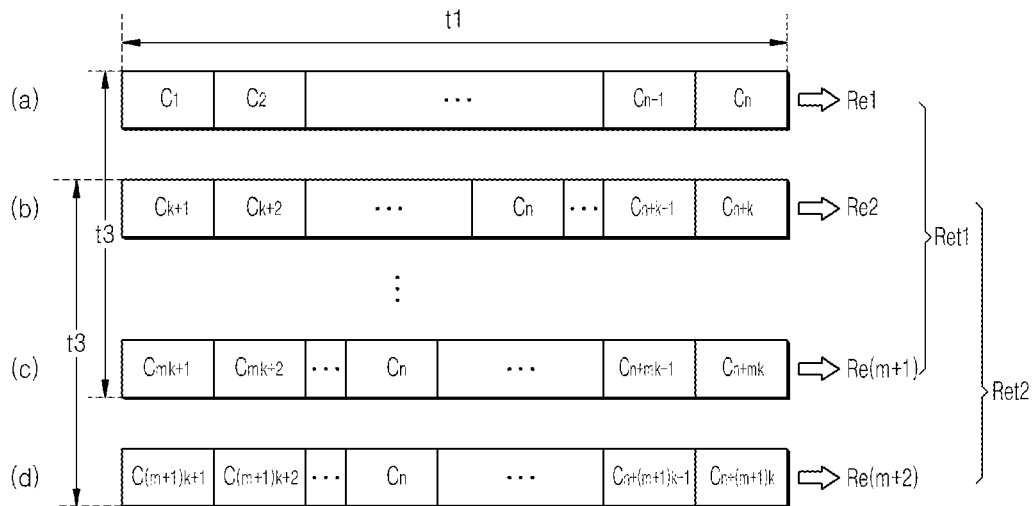 t1
(a) C1 C2 ··· Cn-1 Cn Re1
(b) Ck+1 Ck+2 ··· Cn ··· Cn+k-1 Cn+k Re2
t3 Ret1
t3
(c) Cmk+1 Cmk+2 ··· Cn ··· Cn+mk-1 Cn+mk Re(m+1)
Ret2
(d) C(m+1)k+1 C(m+1)k+2 ··· Cn ··· Cn+(m+1)k-1 Cn+(m+1)k Re(m+2)